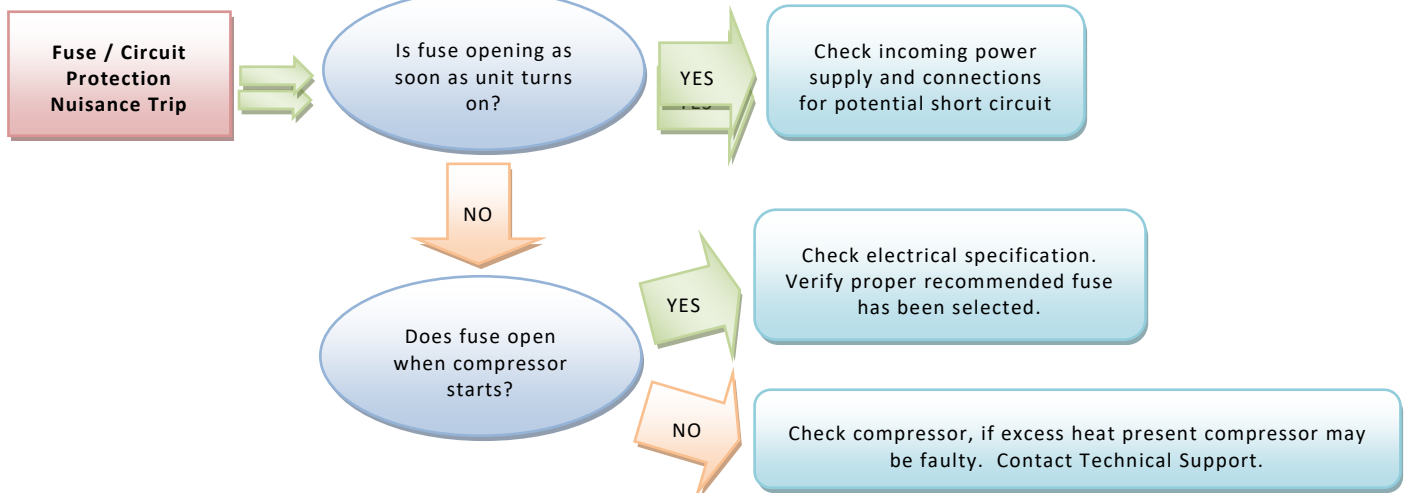 Fuse / Circuit
Protection
Nuisance Trip
Is fuse opening as
soon as unit turns
on?
YES
YES
Check incoming power
supply and connections
for potential short circuit
NO
Does fuse open
when compressor
starts?
YES
Check electrical specification.
Verify proper recommended fuse
has been selected.
NO
Check compressor, if excess heat present compressor may
be faulty. Contact Technical Support.